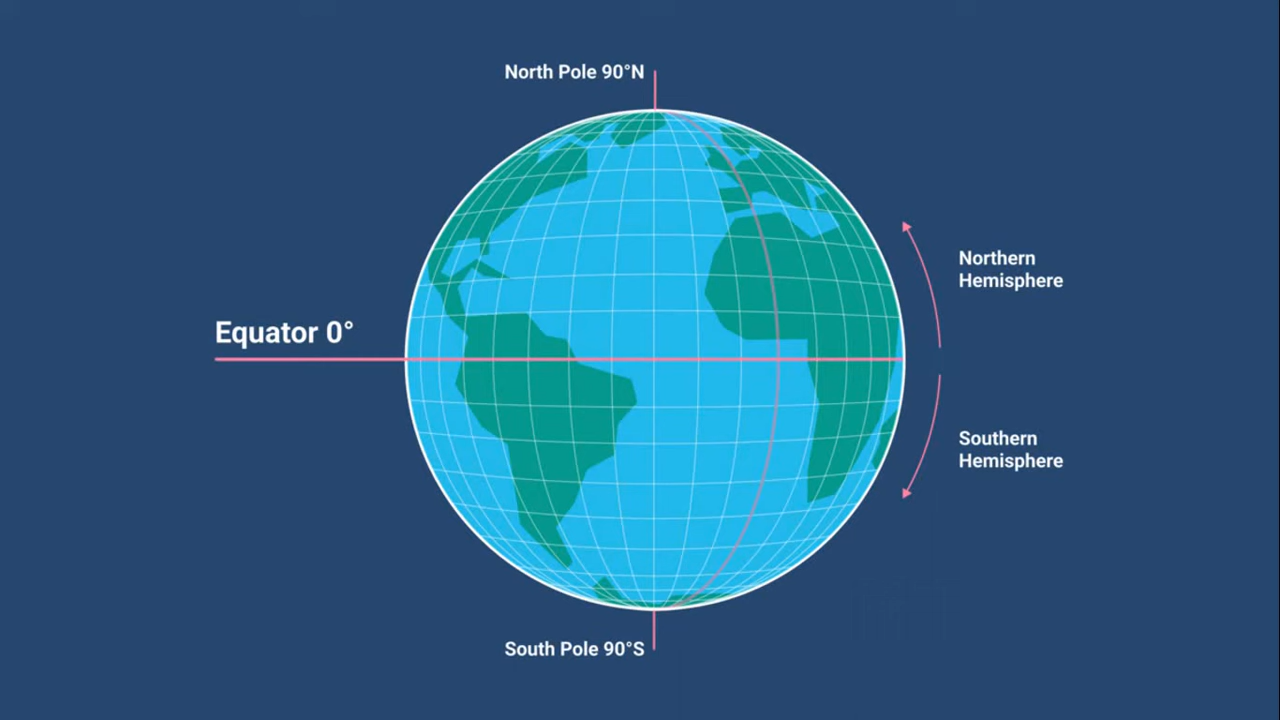 North Pole 90°N
Northern
Hemisphere
Equator 0°
Southern
Hemisphere
South Pole 90°S